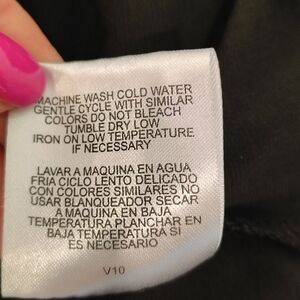 MACHINE WASH COLD WATER
GENTLE CYCLE WITH SIMILAR
COLORS DO NOT BLEACH
TUMBLE DRY LOW
IRON ON LOW TEMPERATURE
IF NECESSARY
LAVAR A MAQUINA EN AGUA
FRIA CICLO LENTO DELICADO
CON COLORES SIMILARES NO
USAR BLANQUEADOR SECAR
A MAQUINA EN BAJA
TEMPERATURA PLANCHAR EN
BAJA TEMPERATURA SI
ES NECESARIO
V10